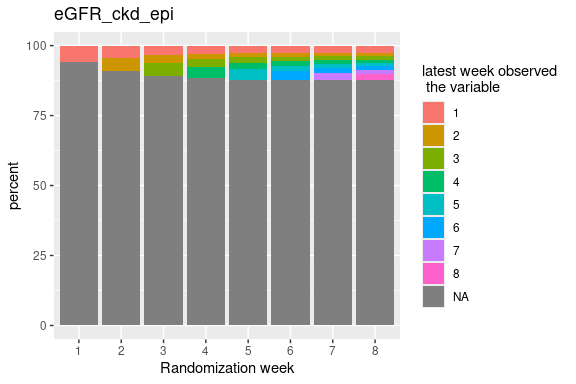 eGFR_ckd_epi
percent
100
75
50
25
0
1 2 3 4 5 6 7 8
Randomization week
latest week observed
the variable
1
2
3
4
5
6
7
8
NA